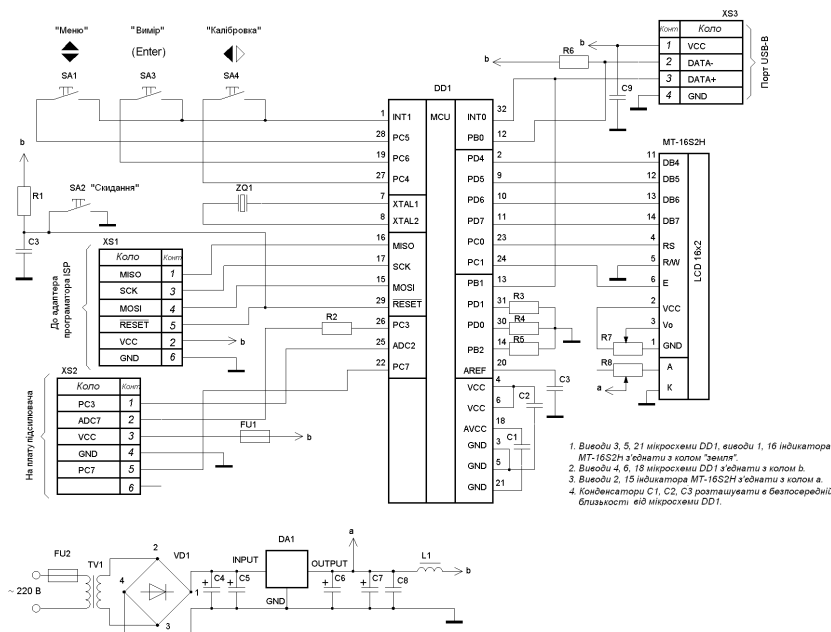 "Меню"
"Вимір"
(Enter)
"Калібровка"
SA1
SA3
SA4
b
R1
SA2 "Скидання"
C3
ZQ1
DD1
MCU
1 INT1
28 PC5
19 PC6
27 PC4
7 XTAL1
8 XTAL2
16 MISO
17 SCK
15 MOSI
29 RESET
26 PC3
25 ADC2
22 PC7
INT0 32
PB0 12
PD4 2
PD5 9
PD6 10
PD7 11
PC0 23
PC1 24
PB1 13
PD1 31
PD0 30
PB2 14
AREF 20
VCC 4
VCC 6
AVCC 18
GND 3
GND 5
GND 21
R3
R4
R5
C3
C2
C1
b
R6
b
C9
XS3
Конт Коло
1 VCC
2 DATA-
3 DATA+
4 GND
Порт USB-B
MT-16S2H
11 DB4
12 DB5
13 DB6
14 DB7
4 RS
5 R/W
6 E
2 VCC
3 Vo
1 GND
A
К
LCD 16x2
R7
R8
a
До адаптера
програматора ISP
XS1
Коло Конт
MISO 1
SCK 3
MOSI 4
RESET 5
VCC 2
GND 6
b
R2
На плату підсилювача
XS2
Коло Конт
PC3 1
ADC7 2
VCC 3
GND 4
PC7 5
6
FU1
b
1. Виводи 3, 5, 21 мікросхеми DD1, виводи 1, 16 індикатора
МТ-16S2H з'єднати з колом "земля".
2. Виводи 4, 6, 18 мікросхеми DD1 з'єднати з колом b.
3. Виводи 2, 15 індикатора МТ-16S2H з'єднати з колом a.
4. Конденсатори С1, С2, С3 розташувати в безпосередній
близькості від мікросхеми DD1.
FU2
~ 220 В
TV1
2
VD1
4
1
3
INPUT
DA1
OUTPUT
GND
a
+ C4
+ C5
+ C6
+ C7
C8
L1
b